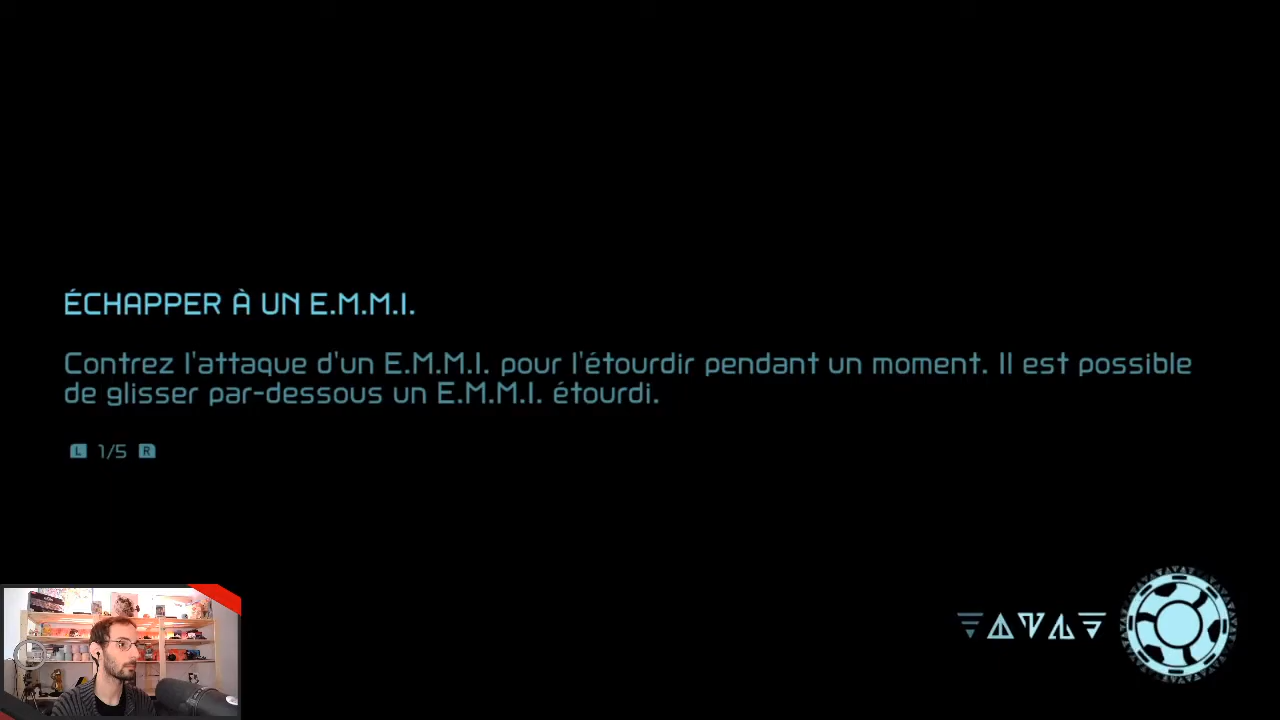 ÉCHAPPER À UN E.M.M.I.
Contrez l'attaque d'un E.M.M.I. pour l'étourdir pendant un moment. Il est possible
de glisser par-dessous un E.M.M.I. étourdi.
L 1/5 R